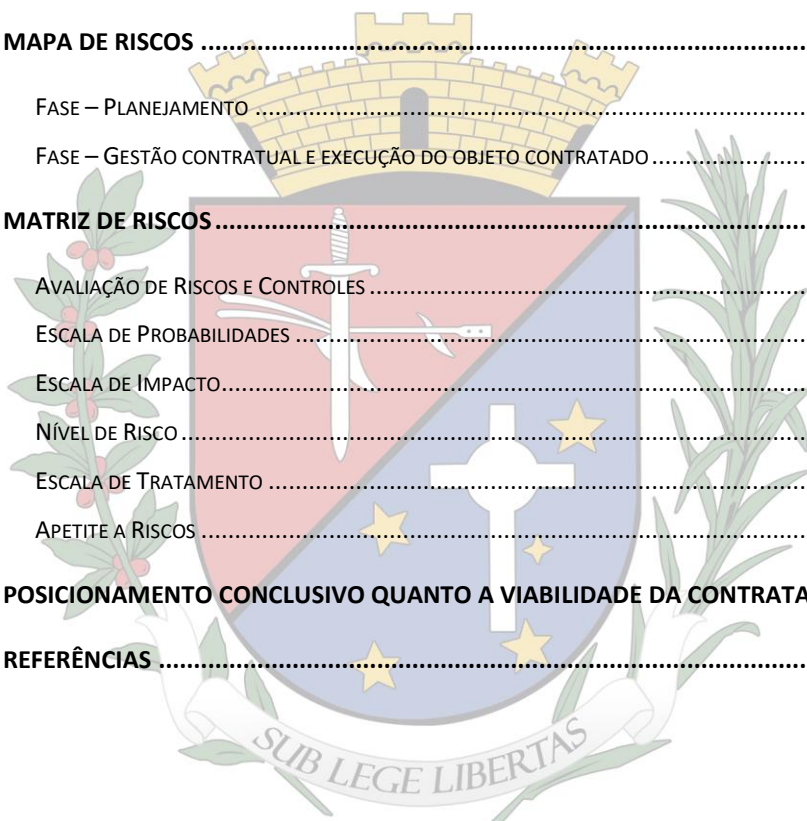 MAPA DE RISCOS ............................................................................
FASE – PLANEJAMENTO ............................................................................
FASE – GESTÃO CONTRATUAL E EXECUÇÃO DO OBJETO CONTRATADO ......................
MATRIZ DE RISCOS ............................................................................
AVALIAÇÃO DE RISCOS E CONTROLES ............................................................
ESCALA DE PROBABILIDADES ............................................................
ESCALA DE IMPACTO ............................................................
NÍVEL DE RISCO ............................................................
ESCALA DE TRATAMENTO ............................................................
APETITE A RISCOS ............................................................
POSICIONAMENTO CONCLUSIVO QUANTO A VIABILIDADE DA CONTRATA
REFERÊNCIAS ............................................................................
SUB LEGE LIBERTAS